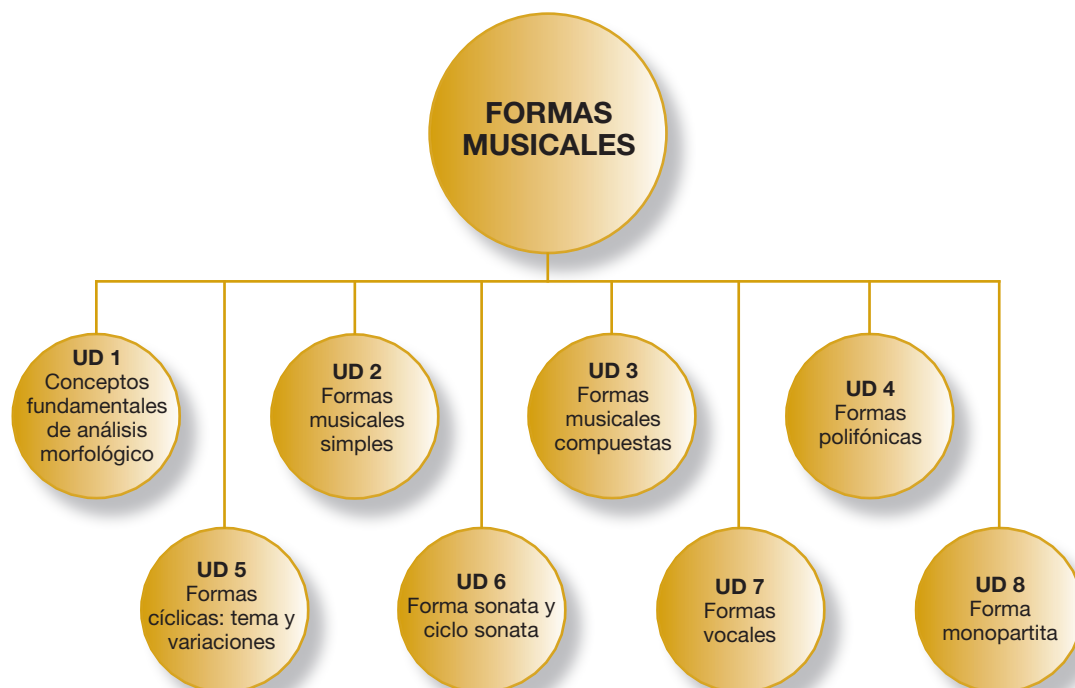 FORMAS
MUSICALES
UD 1
Conceptos
fundamentales
de análisis
morfológico
UD 2
Formas
musicales
simples
UD 3
Formas
musicales
compuestas
UD 4
Formas
polifónicas
UD 5
Formas
cíclicas: tema y
variaciones
UD 6
Forma sonata y
ciclo sonata
UD 7
Formas
vocales
UD 8
Forma
monopartita